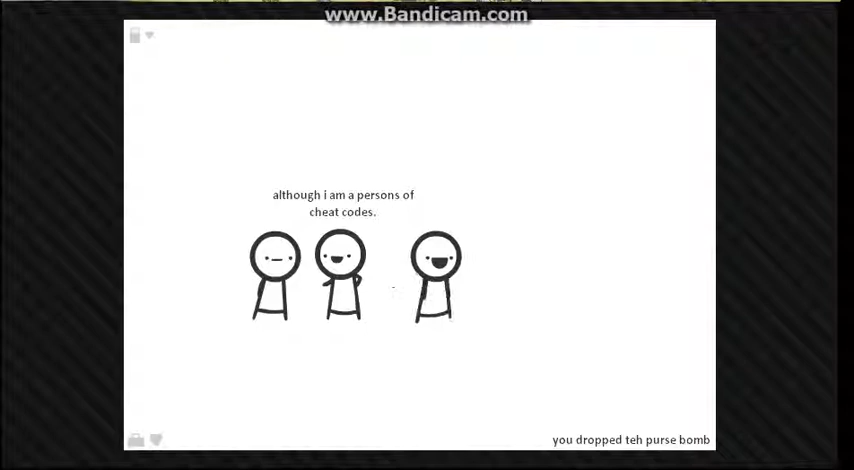 www.Bandicam.com
although i am a persons of
cheat codes.
you dropped teh purse bomb